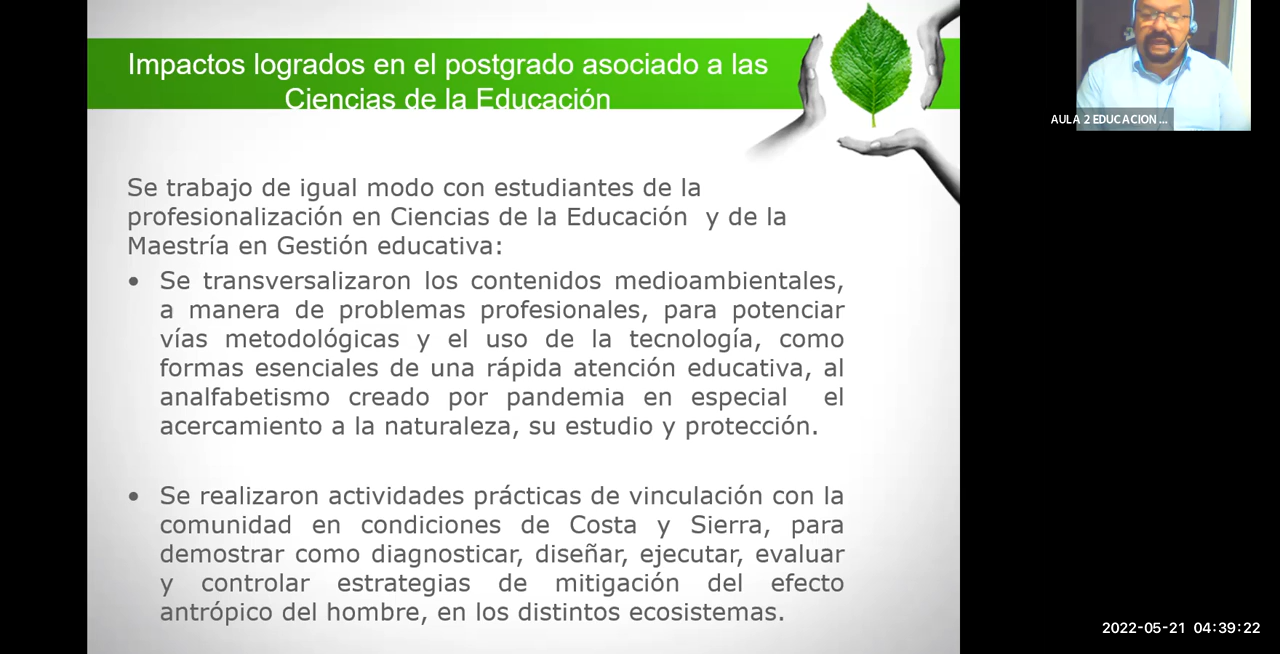 Impactos logrados en el postgrado asociado a las
Ciencias de la Educación
Se trabajo de igual modo con estudiantes de la
profesionalización en Ciencias de la Educación y de la
Maestría en Gestión educativa:
• Se transversalizaron los contenidos medioambientales,
a manera de problemas profesionales, para potenciar
vías metodológicas y el uso de la tecnología, como
formas esenciales de una rápida atención educativa, al
analfabetismo creado por pandemia en especial el
acercamiento a la naturaleza, su estudio y protección.
• Se realizaron actividades prácticas de vinculación con la
comunidad en condiciones de Costa y Sierra, para
demostrar como diagnosticar, diseñar, ejecutar, evaluar
y controlar estrategias de mitigación del efecto
antrópico del hombre, en los distintos ecosistemas.
AULA 2 EDUCACION ...
2022-05-21 04:39:22